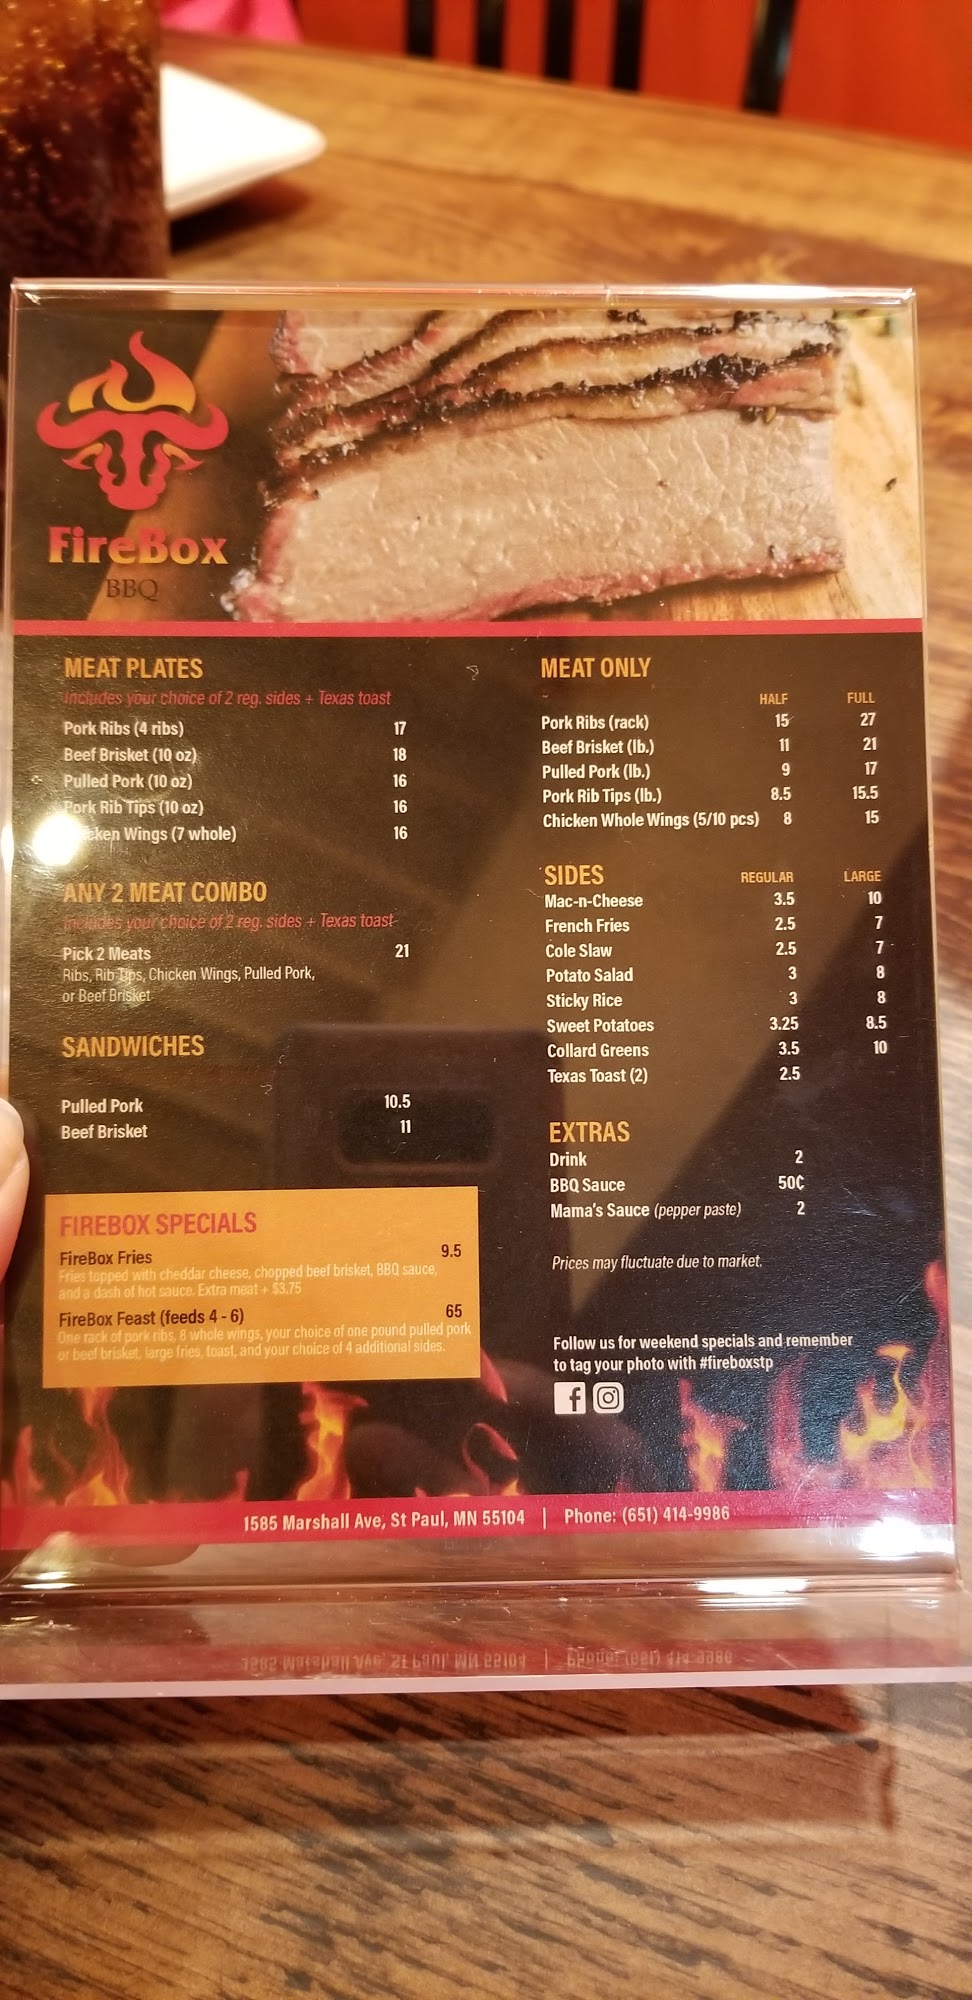 FireBox
BBQ
MEAT PLATES
Includes your choice of 2 reg. sides + Texas toast
Pork Ribs (4 ribs) 17
Beef Brisket (10 oz) 18
Pulled Pork (10 oz) 16
Pork Rib Tips (10 oz) 16
Chicken Wings (7 whole) 16
ANY 2 MEAT COMBO
Includes your choice of 2 reg. sides + Texas toast
Pick 2 Meats 21
Ribs, Rib Tips, Chicken Wings, Pulled Pork,
or Beef Brisket
SANDWICHES
Pulled Pork 10.5
Beef Brisket 11
FIREBOX SPECIALS
FireBox Fries 9.5
Fries topped with cheddar cheese, chopped beef brisket, BBQ sauce,
and a dash of hot sauce. Extra meat + $3.75
FireBox Feast (feeds 4 - 6) 65
One rack of pork ribs, 8 whole wings, your choice of one pound pulled pork
or beef brisket, large fries, toast, and your choice of 4 additional sides.
MEAT ONLY
HALF FULL
Pork Ribs (rack) 15 27
Beef Brisket (lb.) 11 21
Pulled Pork (lb.) 9 17
Pork Rib Tips (lb.) 8.5 15.5
Chicken Whole Wings (5/10 pcs) 8 15
SIDES REGULAR LARGE
Mac-n-Cheese 3.5 10
French Fries 2.5 7
Cole Slaw 2.5 7
Potato Salad 3 8
Sticky Rice 3 8
Sweet Potatoes 3.25 8.5
Collard Greens 3.5 10
Texas Toast (2) 2.5
EXTRAS
Drink 2
BBQ Sauce 50¢
Mama's Sauce (pepper paste) 2
Prices may fluctuate due to market.
Follow us for weekend specials and remember
to tag your photo with #fireboxstp
1585 Marshall Ave, St Paul, MN 55104 | Phone: (651) 414-9986